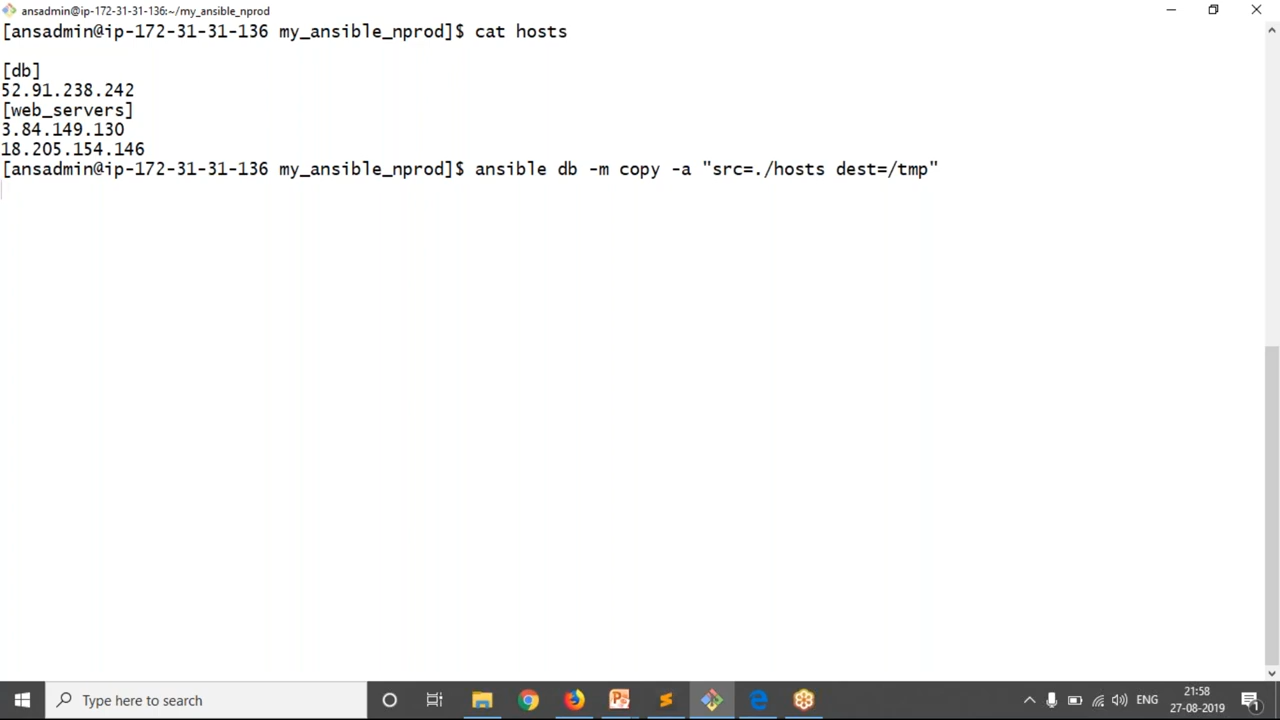 ansadmin@ip-172-31-31-136:~/my_ansible_nprod
[ansadmin@ip-172-31-31-136 my_ansible_nprod]$ cat hosts
[db]
52.91.238.242
[web_servers]
3.84.149.130
18.205.154.146
[ansadmin@ip-172-31-31-136 my_ansible_nprod]$ ansible db -m copy -a "src=./hosts dest=/tmp"
Type here to search
ENG
21:58
27-08-2019
1